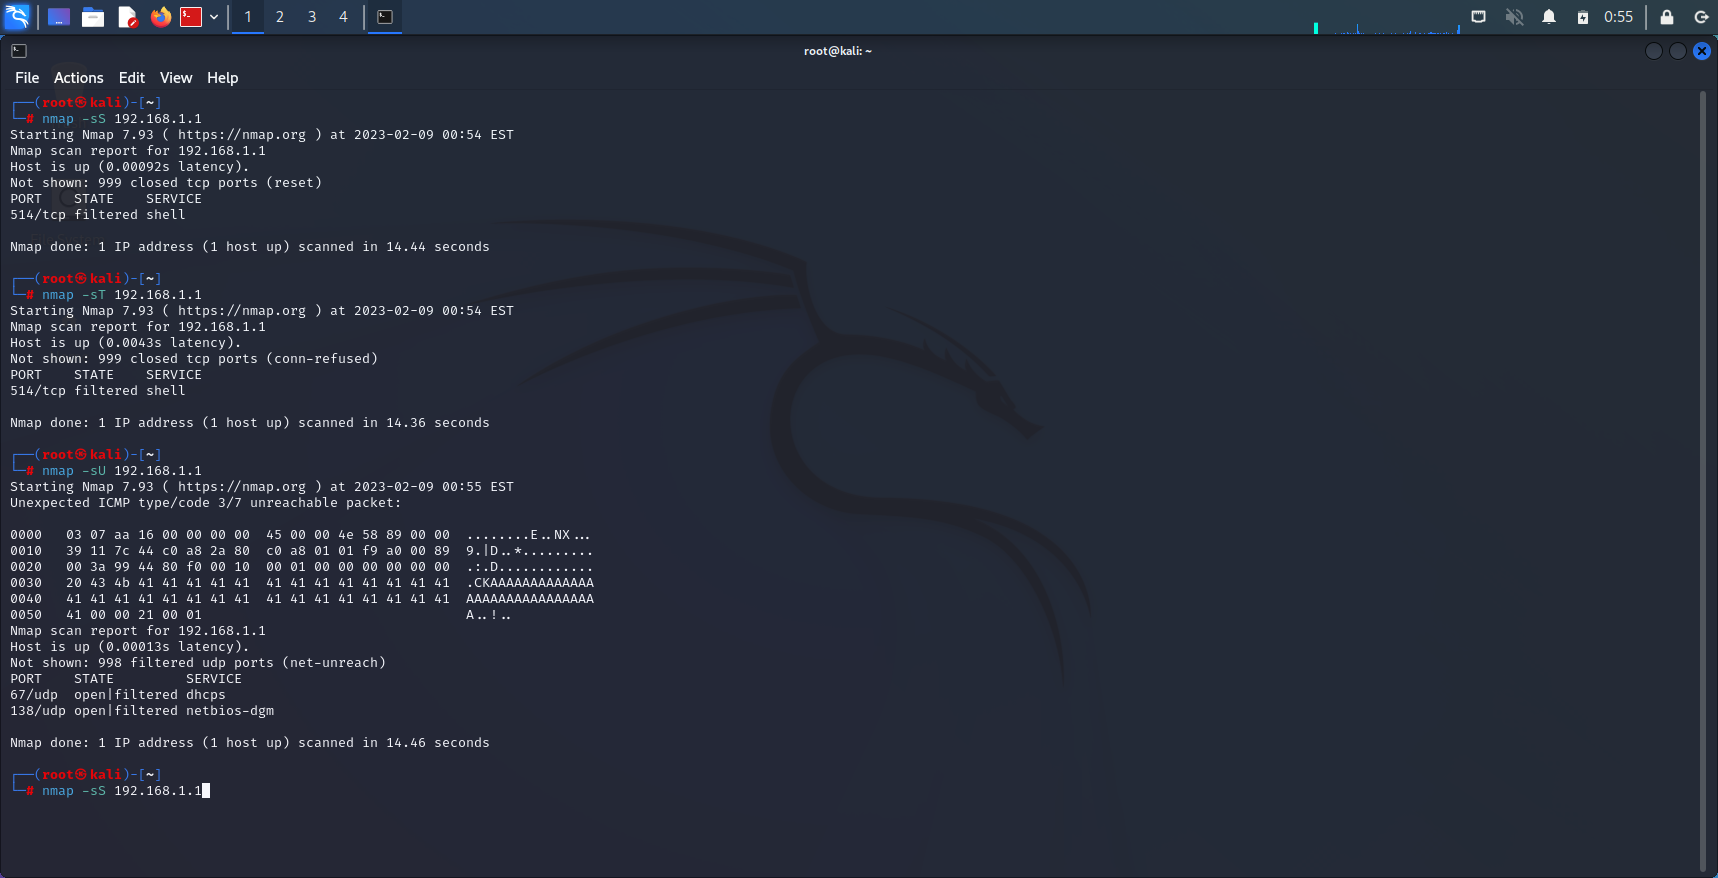 1 2 3 4 0:55
root@kali: ~
File Actions Edit View Help
┌──(root㉿kali)-[~]
└─# nmap -sS 192.168.1.1
Starting Nmap 7.93 ( https://nmap.org ) at 2023-02-09 00:54 EST
Nmap scan report for 192.168.1.1
Host is up (0.00092s latency).
Not shown: 999 closed tcp ports (reset)
PORT    STATE    SERVICE
514/tcp filtered shell
Nmap done: 1 IP address (1 host up) scanned in 14.44 seconds
┌──(root㉿kali)-[~]
└─# nmap -sT 192.168.1.1
Starting Nmap 7.93 ( https://nmap.org ) at 2023-02-09 00:54 EST
Nmap scan report for 192.168.1.1
Host is up (0.0043s latency).
Not shown: 999 closed tcp ports (conn-refused)
PORT    STATE    SERVICE
514/tcp filtered shell
Nmap done: 1 IP address (1 host up) scanned in 14.36 seconds
┌──(root㉿kali)-[~]
└─# nmap -sU 192.168.1.1
Starting Nmap 7.93 ( https://nmap.org ) at 2023-02-09 00:55 EST
Unexpected ICMP type/code 3/7 unreachable packet:
0000   03 07 aa 16 00 00 00 00  45 00 00 4e 58 89 00 00  ........E..NX...
0010   39 11 7c 44 c0 a8 2a 80  c0 a8 01 01 f9 a0 00 89  9.|D..*.........
0020   00 3a 99 44 80 f0 00 10  00 01 00 00 00 00 00 00  .:.D............
0030   20 43 4b 41 41 41 41 41  41 41 41 41 41 41 41 41  .CKAAAAAAAAAAAAA
0040   41 41 41 41 41 41 41 41  41 41 41 41 41 41 41 41  AAAAAAAAAAAAAAAA
0050   41 00 00 21 00 01                                 A..!..
Nmap scan report for 192.168.1.1
Host is up (0.00013s latency).
Not shown: 998 filtered udp ports (net-unreach)
PORT    STATE         SERVICE
67/udp  open|filtered dhcps
138/udp open|filtered netbios-dgm
Nmap done: 1 IP address (1 host up) scanned in 14.46 seconds
┌──(root㉿kali)-[~]
└─# nmap -sS 192.168.1.1